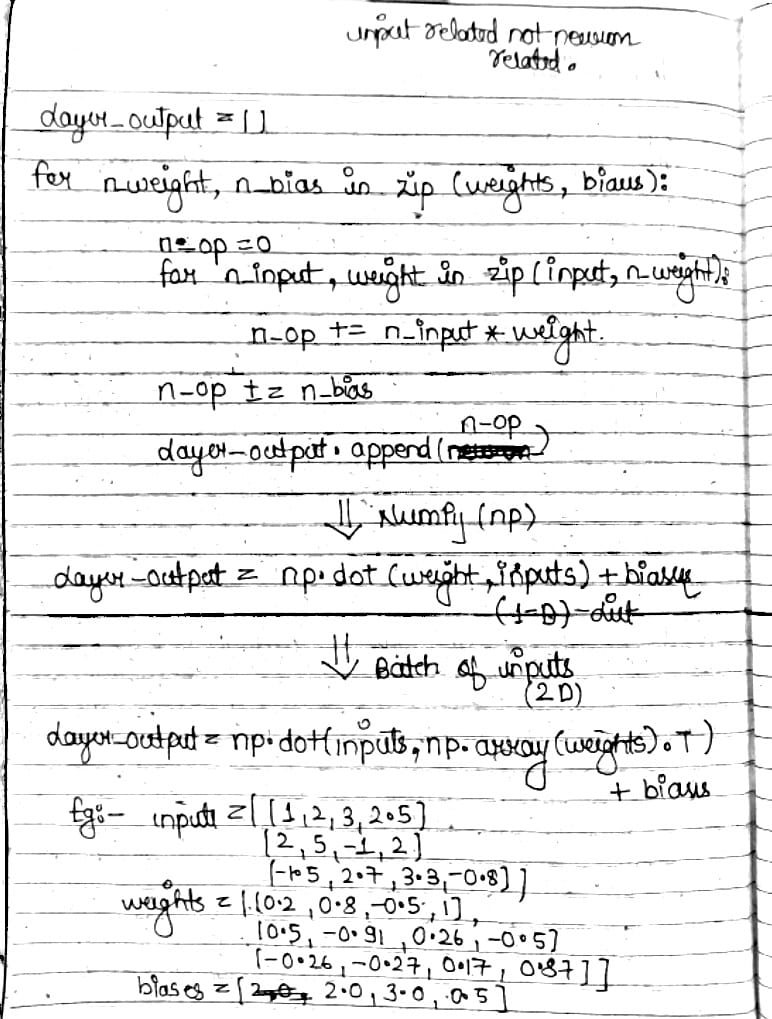 input related not neuron
related.
layer_output = []
for n_weight, n_bias in zip (weights, biases):
n_op = 0
for n_input, weight in zip (input, n_weight):
n_op += n_input * weight.
n_op += n_bias
n-op
layer_output. append( )
⇓ Numpy (np)
layer_output = np. dot (weight, inputs) + biases
(1-D)-list
⇓ Batch of inputs
(2D)
layer_output = np. dot(inputs, np. array (weights). T)
+ biases
Eg:- inputs = [ [1, 2, 3, 2.5]
[2, 5, -1, 2]
[-1.5, 2.7, 3.3, -0.8] ]
weights = [ [0.2, 0.8, -0.5, 1],
[0.5, -0.91, 0.26, -0.5]
[-0.26, -0.27, 0.17, 0.87] ]
biases = [ 2.0, 3.0, 0.5]